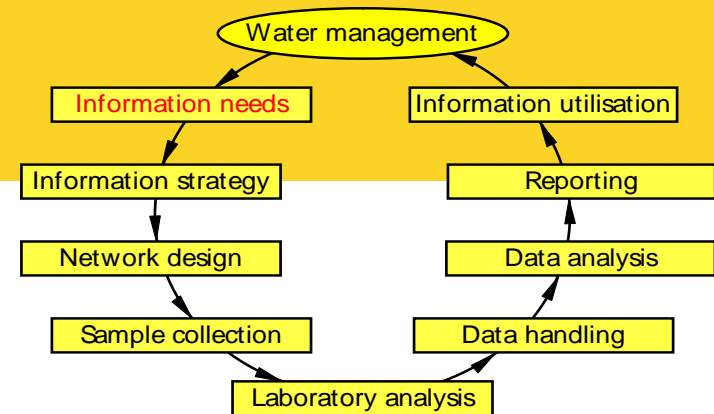 Water management
Information needs
Information utilisation
Information strategy
Reporting
Network design
Data analysis
Sample collection
Data handling
Laboratory analysis